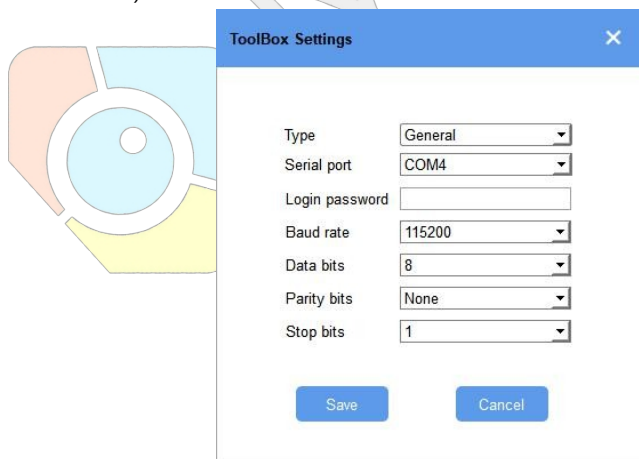 ToolBox Settings
Type General
Serial port COM4
Login password
Baud rate 115200
Data bits 8
Parity bits None
Stop bits 1
Save Cancel